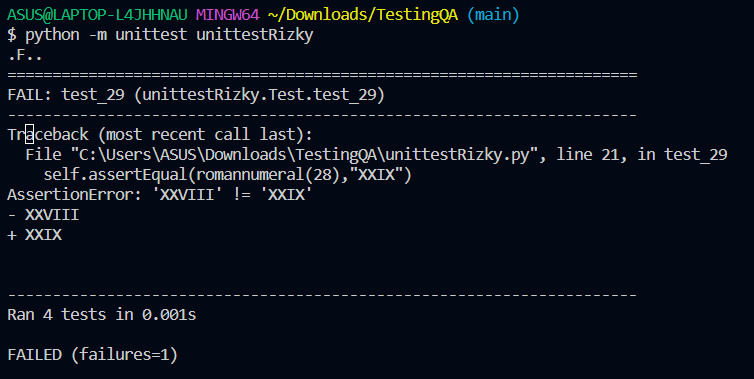 ASUS@LAPTOP-L4JHHNAU MINGW64 ~/Downloads/TestingQA (main)
$ python -m unittest unittestRizky
.F..
======================================================================
FAIL: test_29 (unittestRizky.Test.test_29)
----------------------------------------------------------------------
Traceback (most recent call last):
  File "C:\Users\ASUS\Downloads\TestingQA\unittestRizky.py", line 21, in test_29
    self.assertEqual(romannumeral(28),"XXIX")
AssertionError: 'XXVIII' != 'XXIX'
- XXVIII
+ XXIX
----------------------------------------------------------------------
Ran 4 tests in 0.001s
FAILED (failures=1)